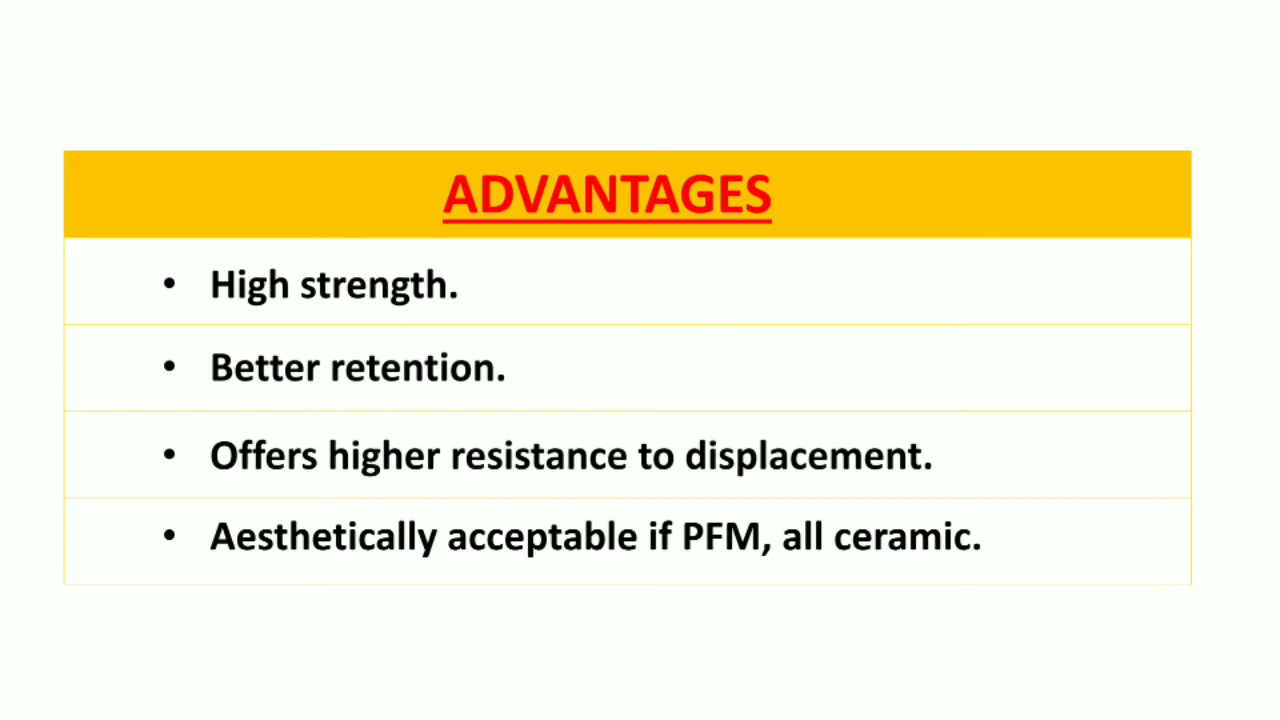 ADVANTAGES
• High strength.
• Better retention.
• Offers higher resistance to displacement.
• Aesthetically acceptable if PFM, all ceramic.